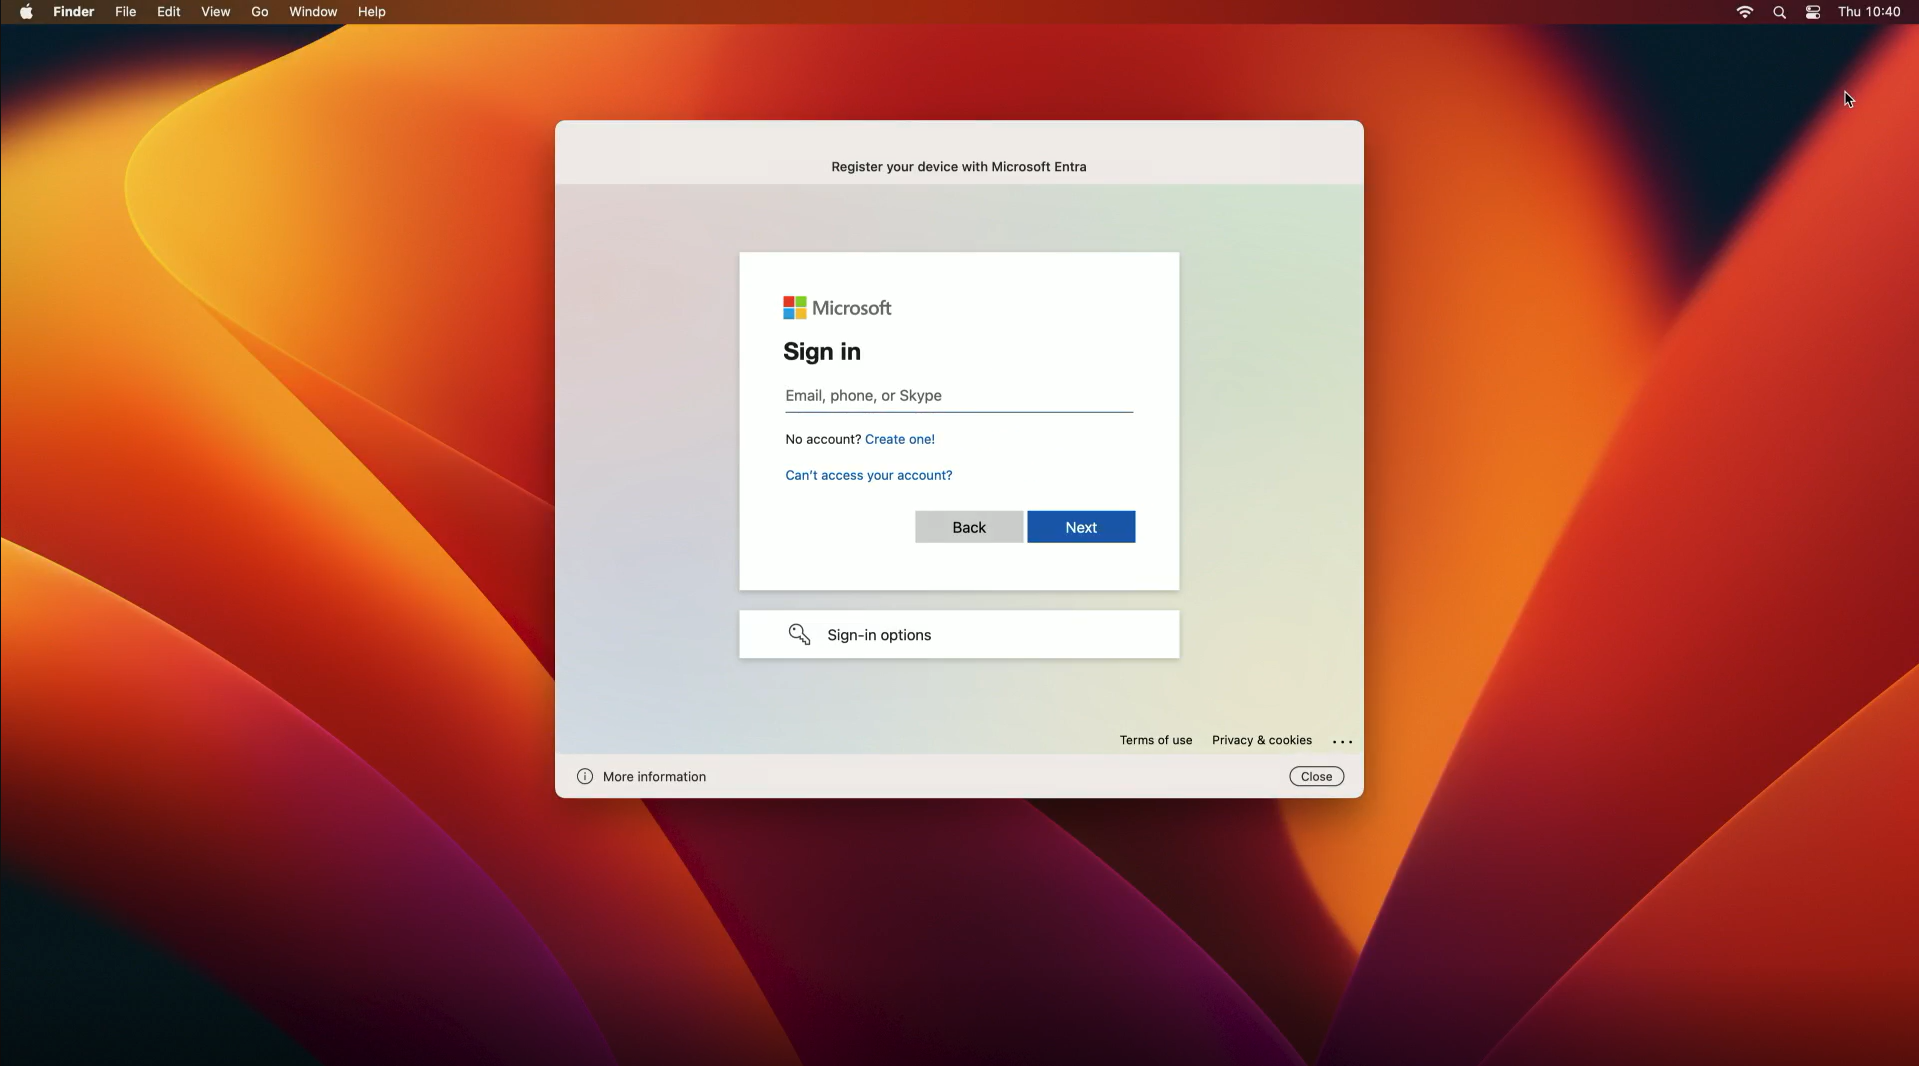 Finder File Edit View Go Window Help Thu 10:40
Register your device with Microsoft Entra
Microsoft
Sign in
Email, phone, or Skype
No account? Create one!
Can't access your account?
Back Next
Sign-in options
Terms of use Privacy & cookies ...
More information Close